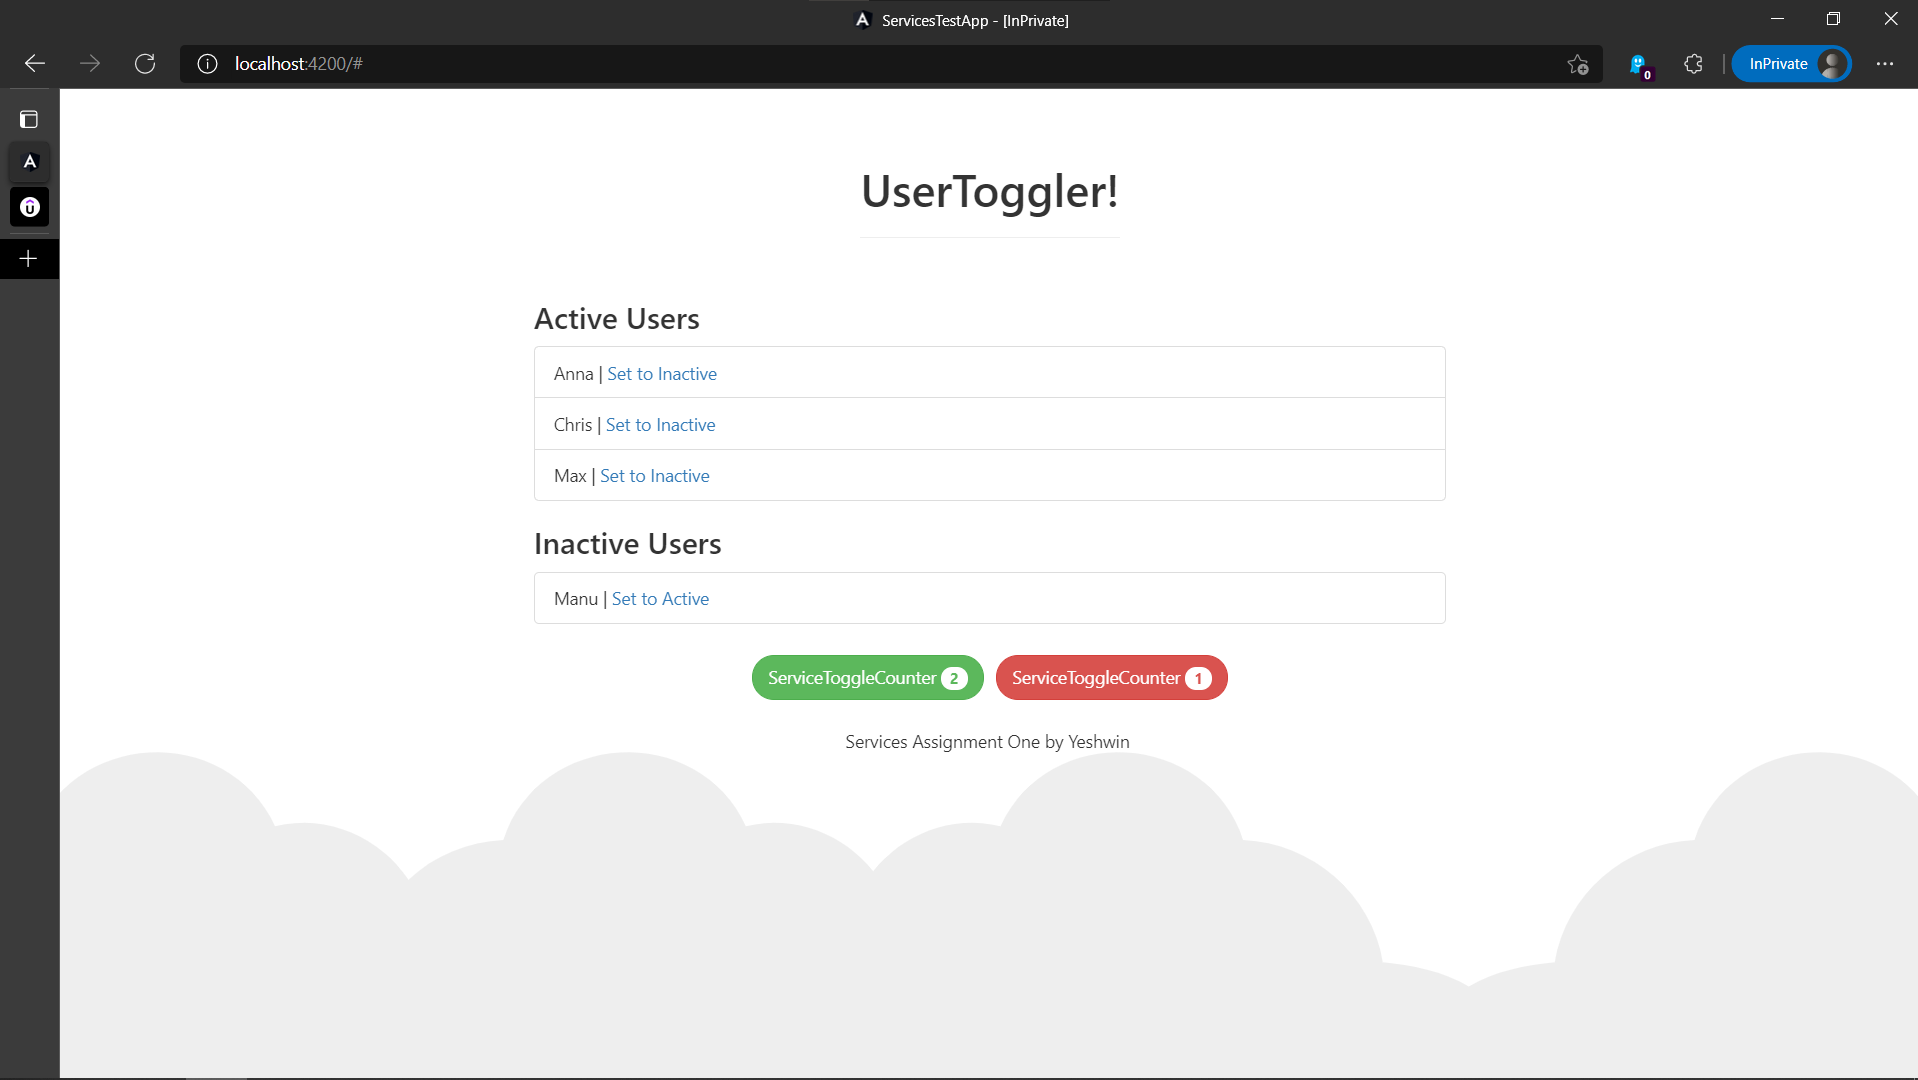 ServicesTestApp - [InPrivate]
localhost:4200/#
0
InPrivate
UserToggler!
Active Users
Anna | Set to Inactive
Chris | Set to Inactive
Max | Set to Inactive
Inactive Users
Manu | Set to Active
ServiceToggleCounter 2 ServiceToggleCounter 1
Services Assignment One by Yeshwin